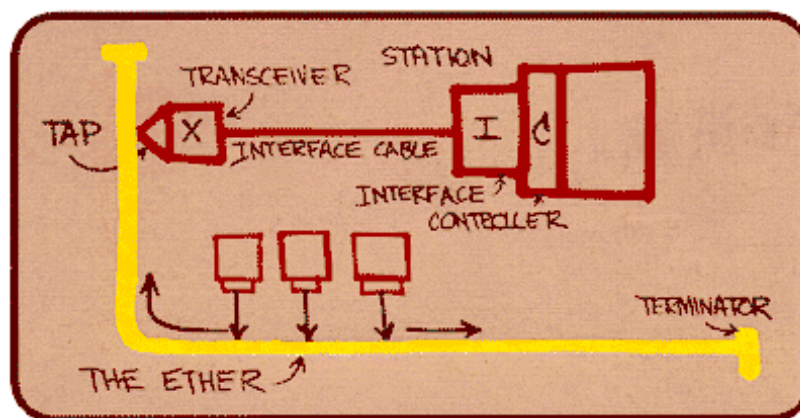 STATION
TRANSCEIVER
TAP
X
I
C
INTERFACE CABLE
INTERFACE
CONTROLLER
TERMINATOR
THE ETHER